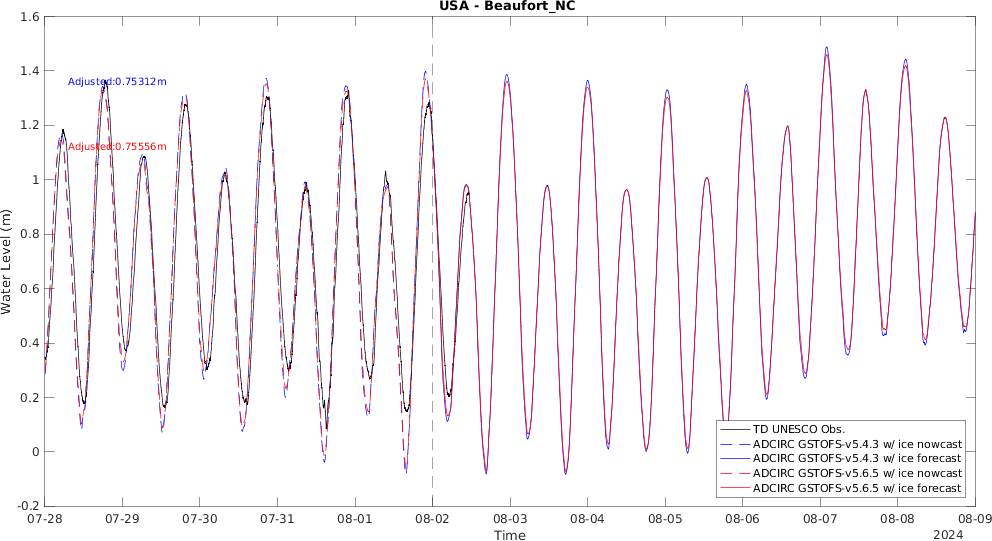 USA - Beaufort_NC
1.6
1.4
1.2
1
0.8
0.6
0.4
0.2
0
-0.2
Water Level (m)
Adjusted:0.75312m
Adjusted:0.75556m
TD UNESCO Obs.
ADCIRC GSTOFS-v5.4.3 w/ ice nowcast
ADCIRC GSTOFS-v5.4.3 w/ ice forecast
ADCIRC GSTOFS-v5.6.5 w/ ice nowcast
ADCIRC GSTOFS-v5.6.5 w/ ice forecast
07-28 07-29 07-30 07-31 08-01 08-02 08-03 08-04 08-05 08-06 08-07 08-08 08-09
Time
2024